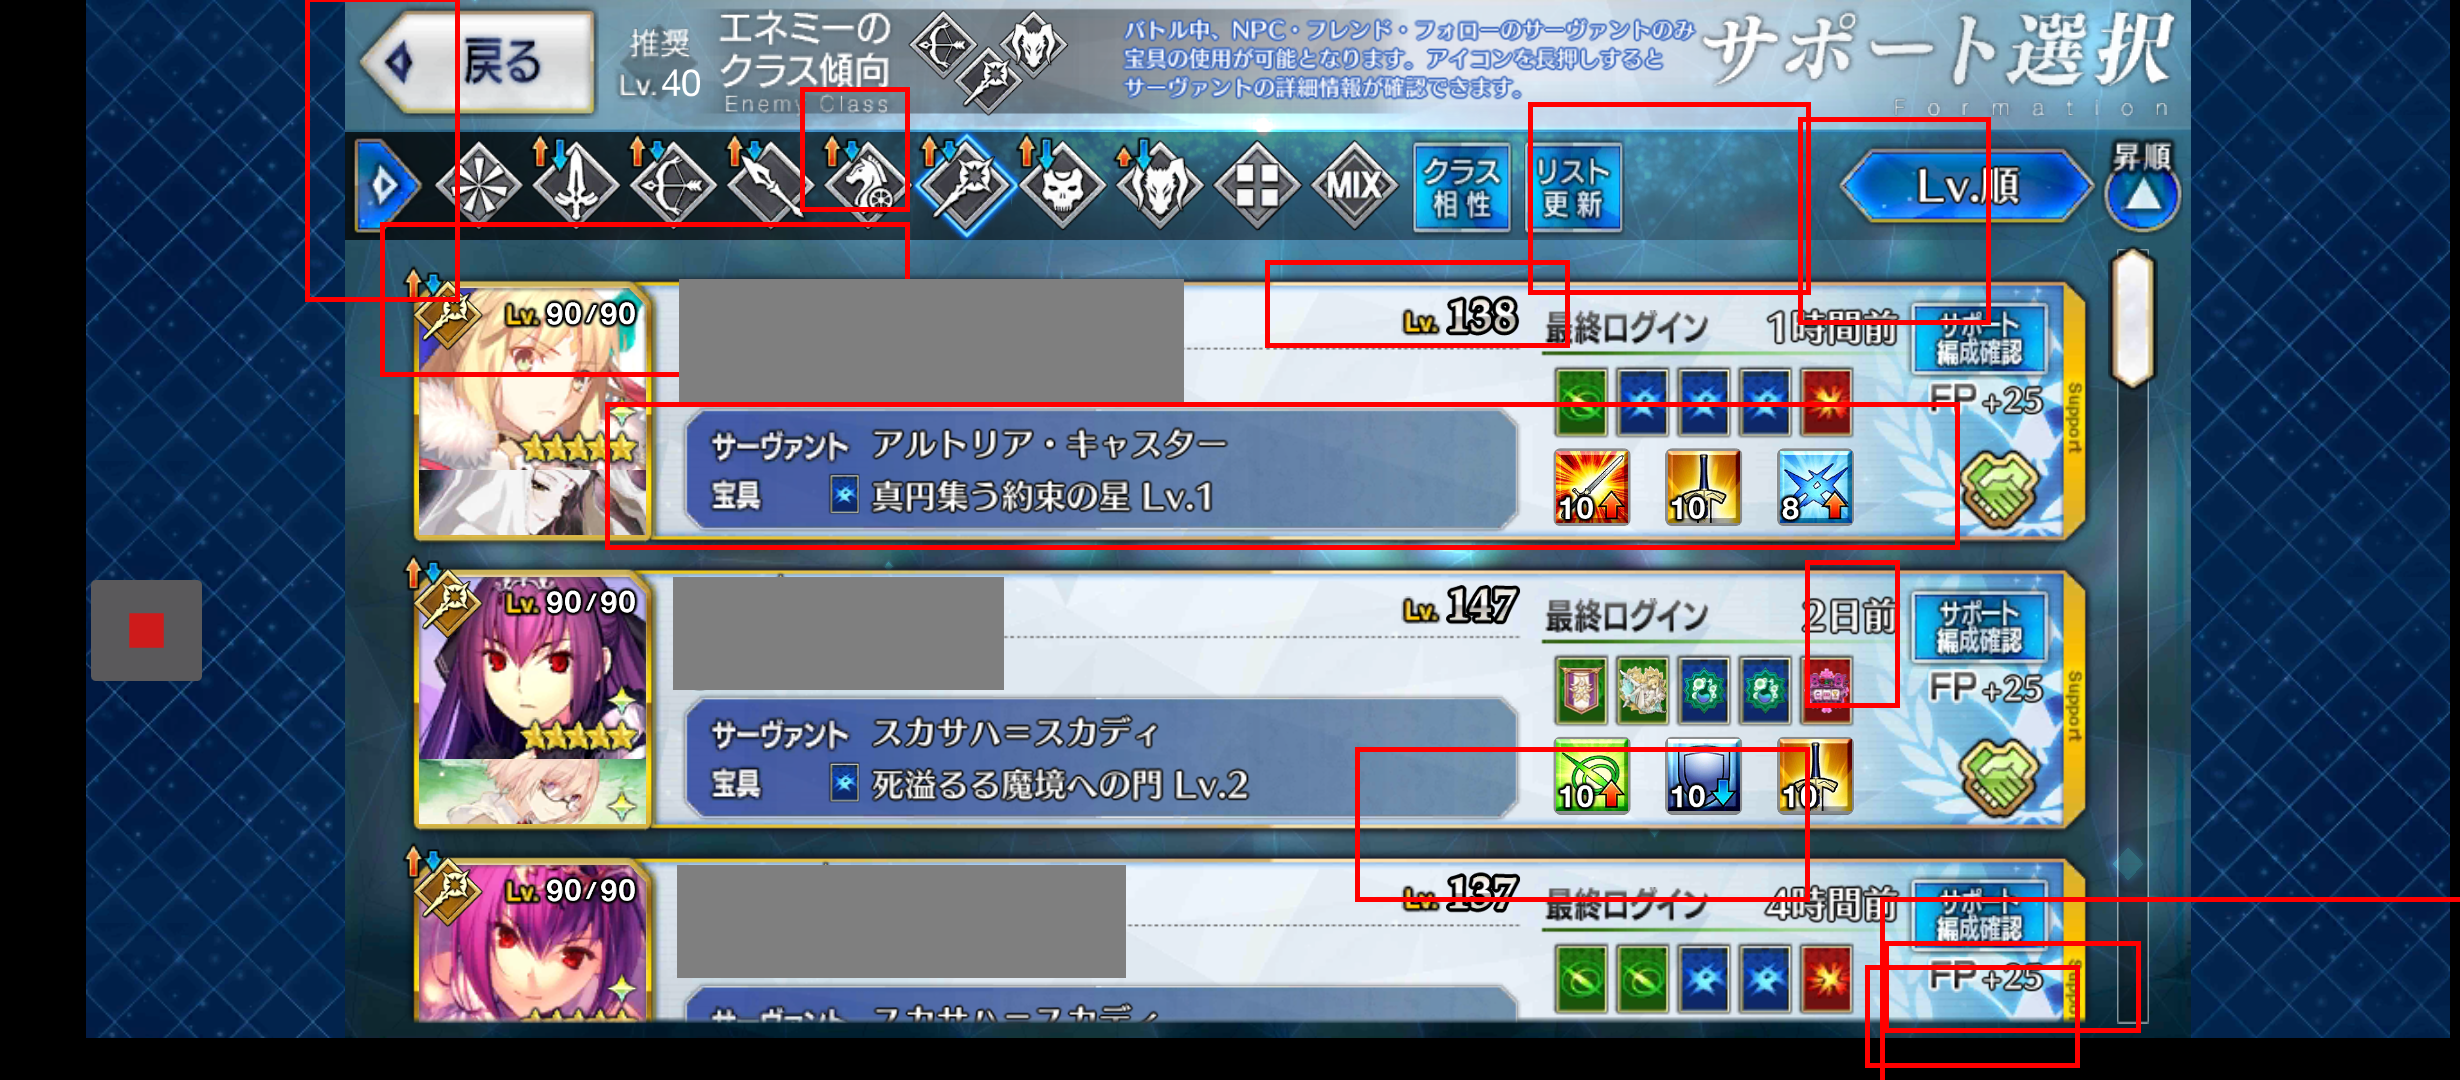 戻る
推奨
Lv.40
エネミーの
クラス傾向
Enemy Class
バトル中、NPC・フレンド・フォローのサーヴァントのみ
宝具の使用が可能となります。アイコンを長押しすると
サーヴァントの詳細情報が確認できます。
サポート選択
Formation
MIX
クラス
相性
リスト
更新
Lv.順
昇順
Lv. 90/90
Lv. 138
最終ログイン 1時間前
サポート
編成確認
FP +25
Support
サーヴァント アルトリア・キャスター
宝具 真円集う約束の星 Lv.1
10 10 8
Lv. 90/90
Lv. 147
最終ログイン 2日前
サポート
編成確認
FP +25
Support
サーヴァント スカサハ=スカディ
宝具 死溢るる魔境への門 Lv.2
10 10 10
Lv. 90/90
Lv. 137
最終ログイン 4時間前
サポート
編成確認
FP +25
Support
サーヴァント スカサハ=スカディ